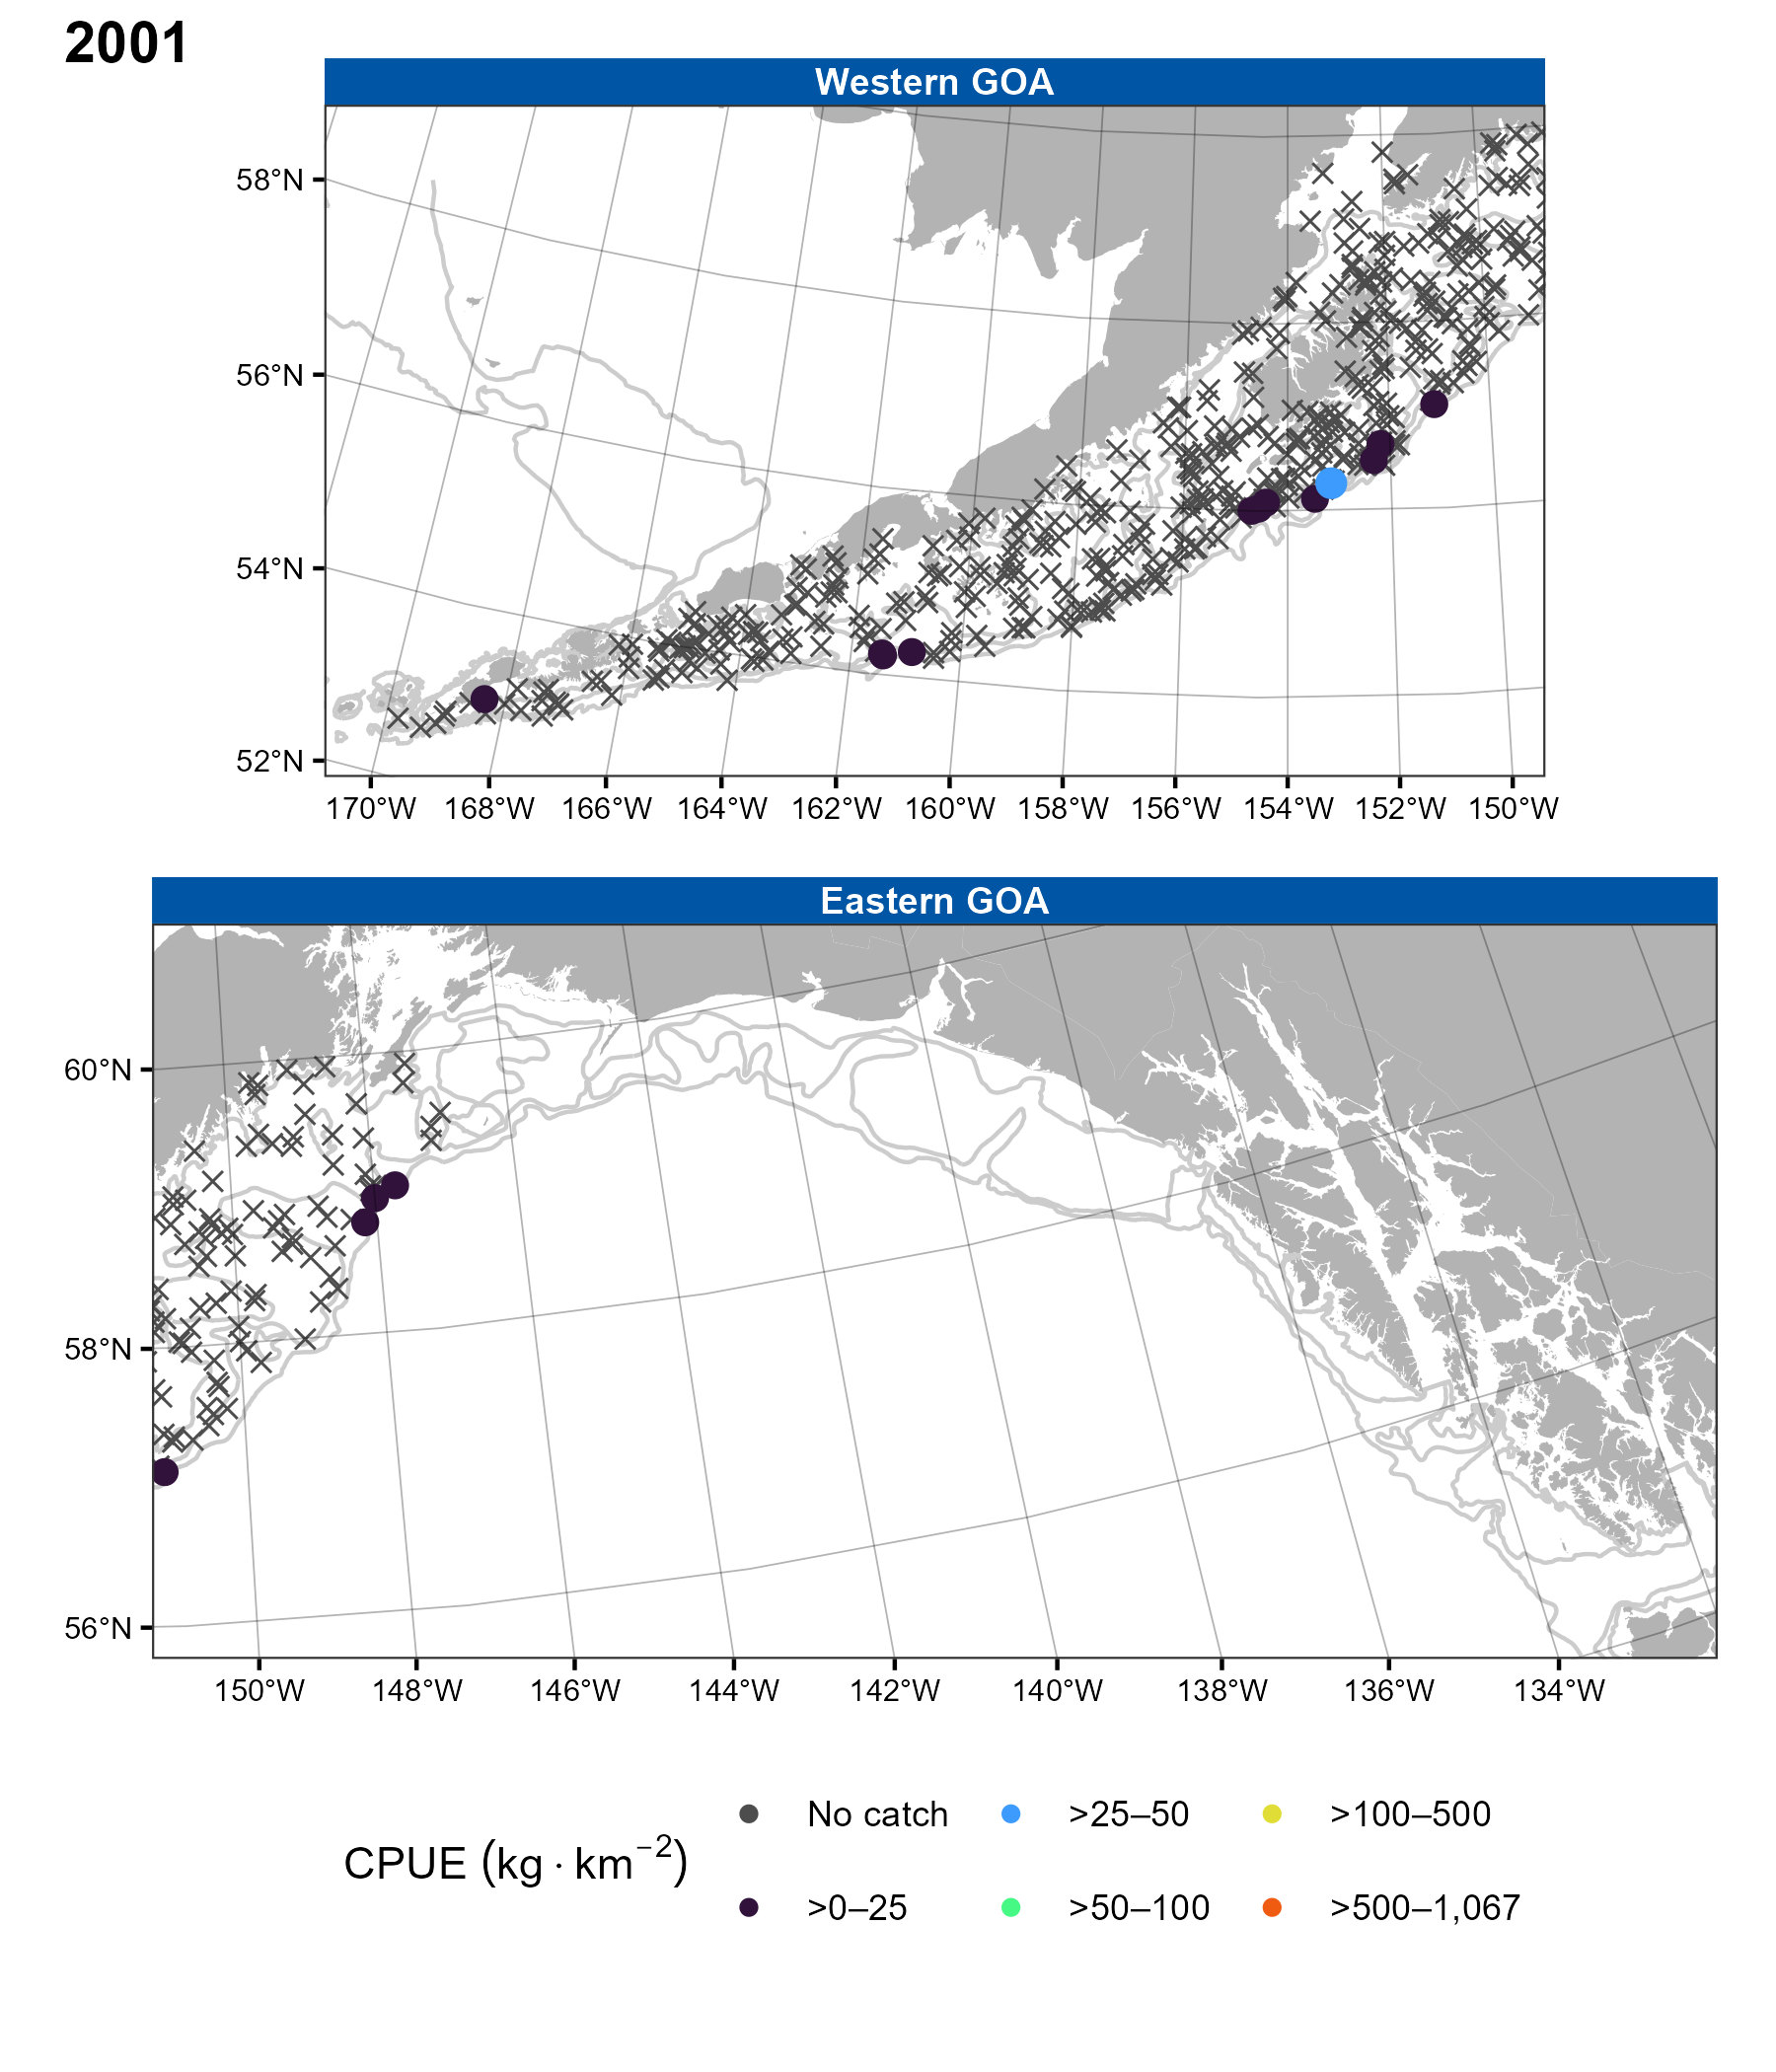 2001
Western GOA
58°N
56°N
54°N
52°N
170°W 168°W 166°W 164°W 162°W 160°W 158°W 156°W 154°W 152°W 150°W
Eastern GOA
60°N
58°N
56°N
150°W 148°W 146°W 144°W 142°W 140°W 138°W 136°W 134°W
CPUE (kg · km⁻²)
No catch >25–50 >100–500
>0–25 >50–100 >500–1,067